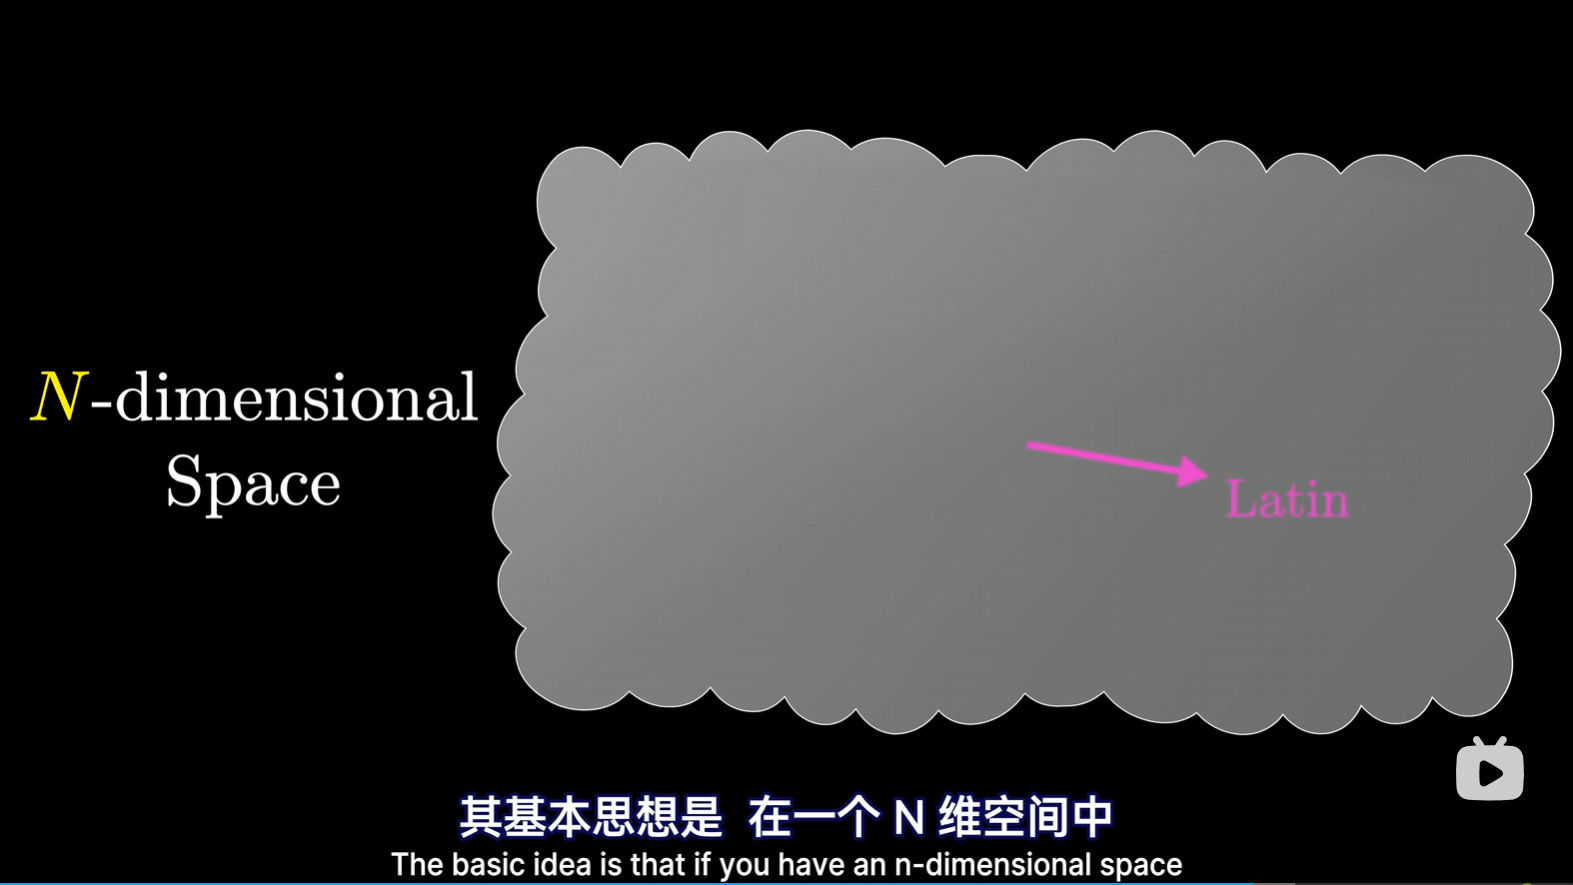 N-dimensional
Space
Latin
其基本思想是 在一个 N 维空间中
The basic idea is that if you have an n-dimensional space